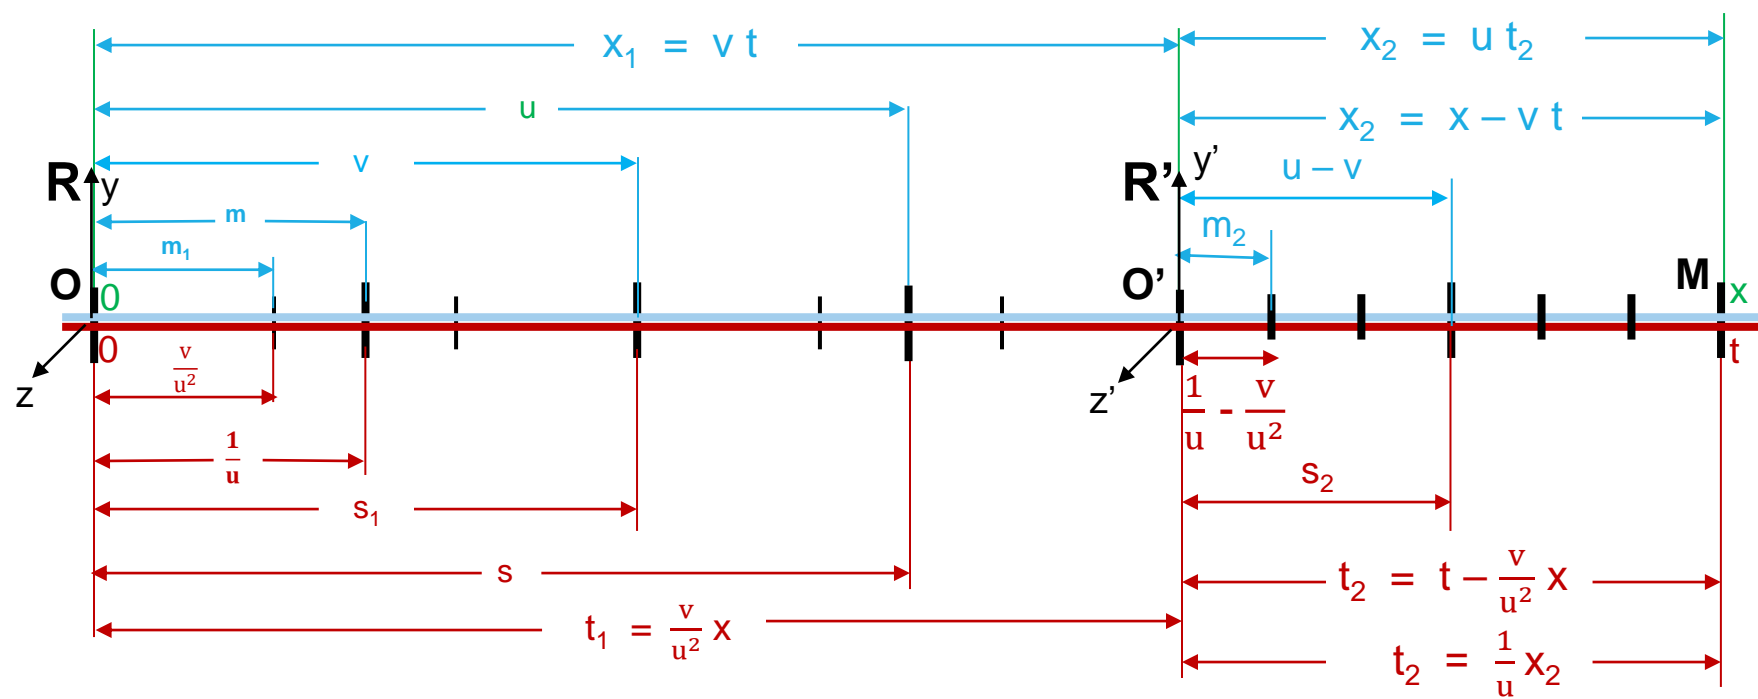 x₁ = v t
x₂ = u t₂
u
x₂ = x – v t
v
u – v
R y
R’ y’
m
m₁
m₂
O
O’
M
0
x
0
t
z
z’
v/u²
1/u - v/u²
1/u
s₂
s₁
s
t₂ = t – v/u² x
t₁ = v/u² x
t₂ = 1/u x₂